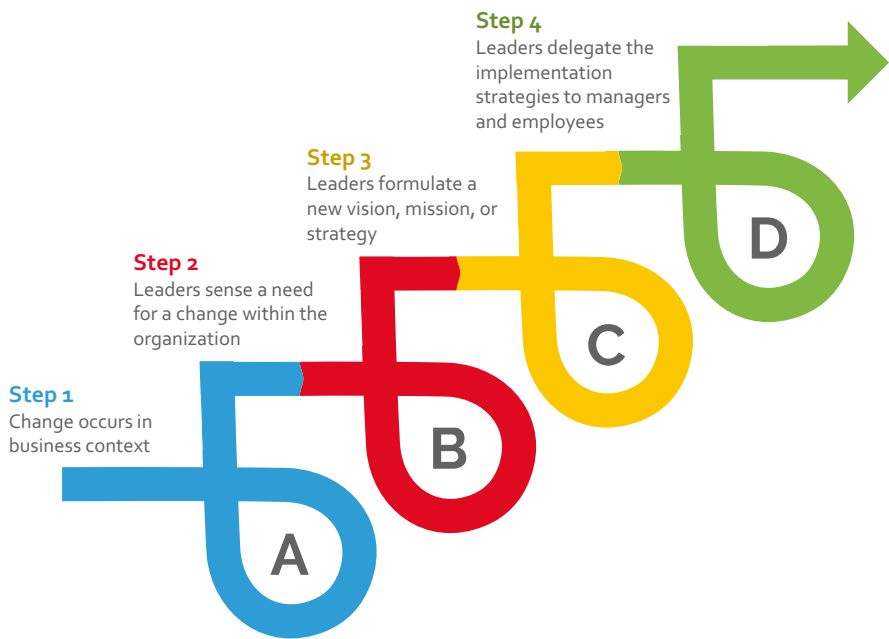 Step 4
Leaders delegate the
implementation
strategies to managers
and employees
Step 3
Leaders formulate a
new vision, mission, or
strategy
Step 2
Leaders sense a need
for a change within the
organization
Step 1
Change occurs in
business context
D
C
B
A